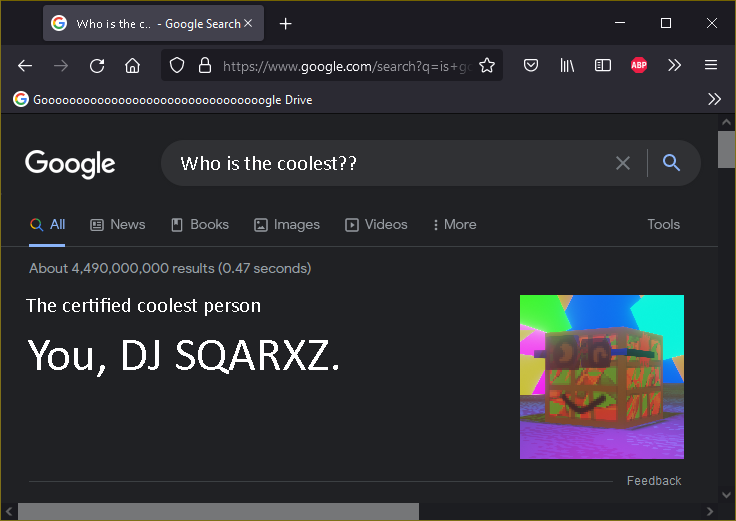 Who is the c... - Google Search
https://www.google.com/search?q=is+go
ABP
Gooooooooooooooooooooooooooooooooogle Drive
Google
Who is the coolest??
All
News
Books
Images
Videos
More
Tools
About 4,490,000,000 results (0.47 seconds)
The certified coolest person
You, DJ SQARXZ.
Feedback